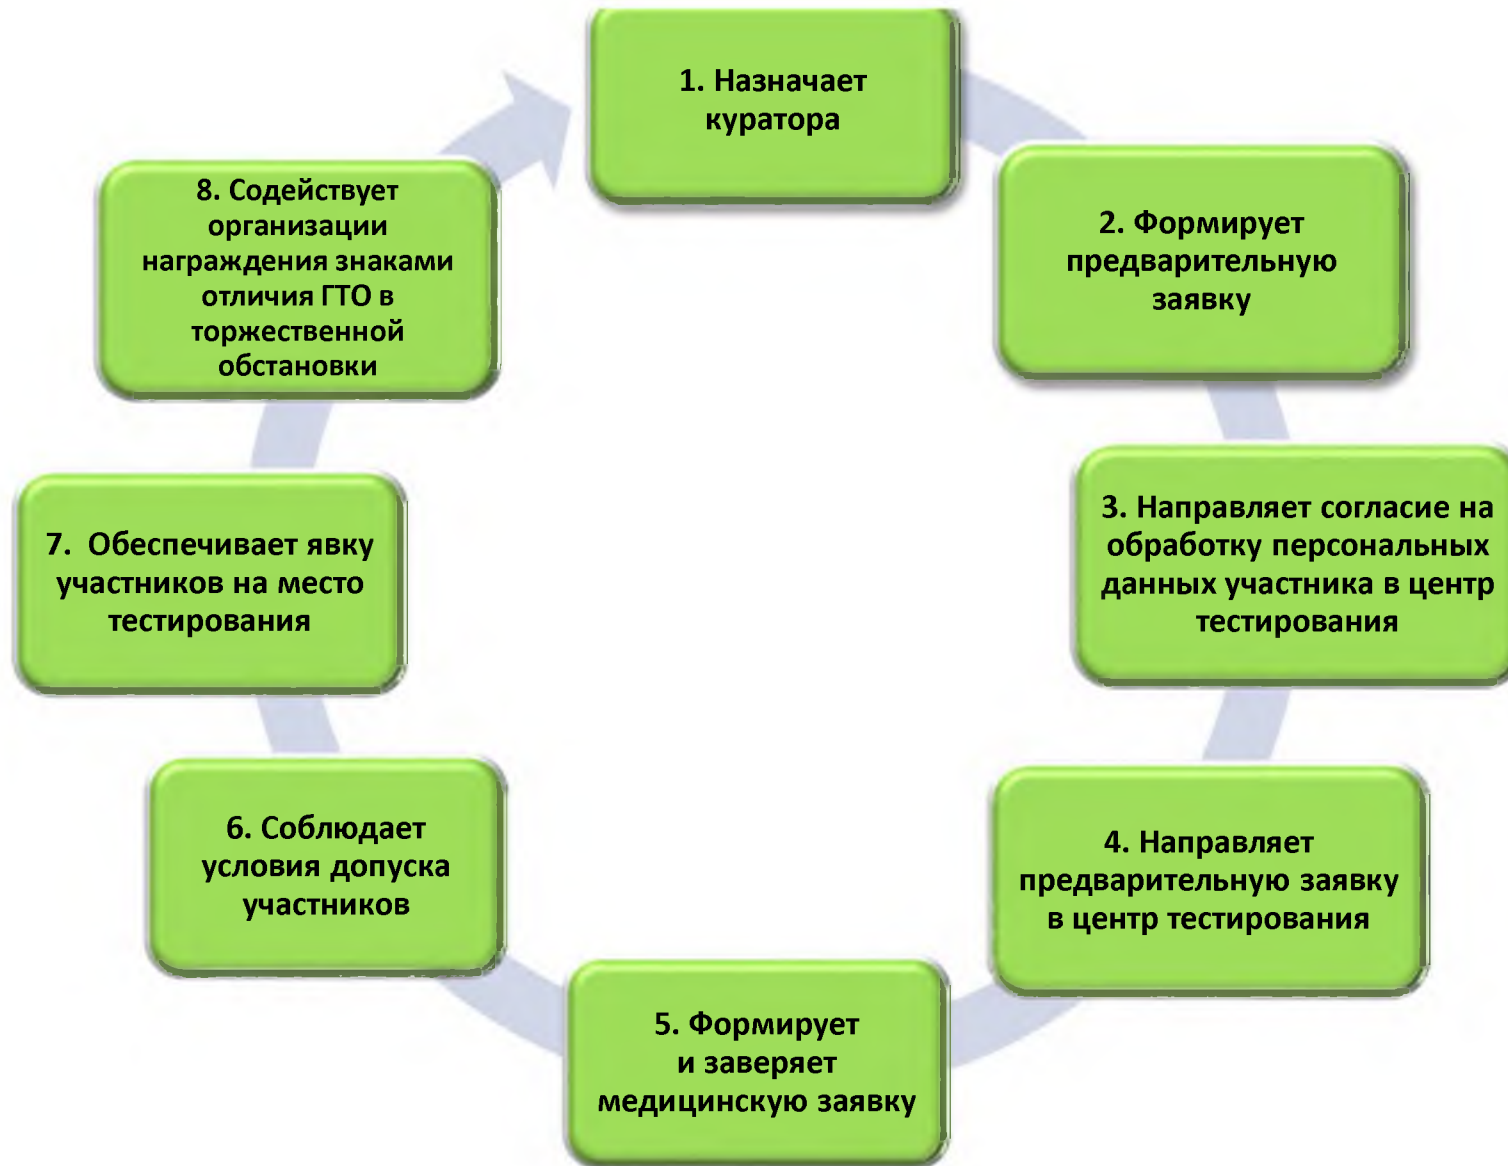 1. Назначает
куратора
2. Формирует
предварительную
заявку
3. Направляет согласие на
обработку персональных
данных участника в центр
тестирования
4. Направляет
предварительную заявку
в центр тестирования
5. Формирует
и заверяет
медицинскую заявку
6. Соблюдает
условия допуска
участников
7. Обеспечивает явку
участников на место
тестирования
8. Содействует
организации
награждения знаками
отличия ГТО в
торжественной
обстановки